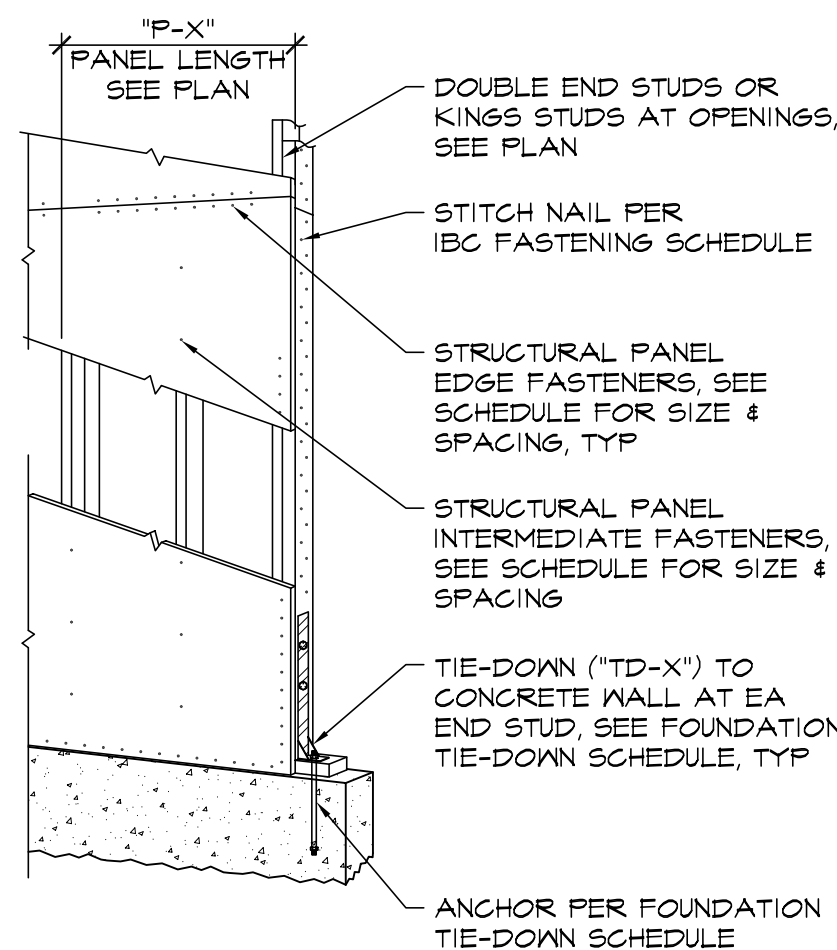 "P-X"
PANEL LENGTH
SEE PLAN
DOUBLE END STUDS OR
KINGS STUDS AT OPENINGS,
SEE PLAN
STITCH NAIL PER
IBC FASTENING SCHEDULE
STRUCTURAL PANEL
EDGE FASTENERS, SEE
SCHEDULE FOR SIZE &
SPACING, TYP
STRUCTURAL PANEL
INTERMEDIATE FASTENERS,
SEE SCHEDULE FOR SIZE &
SPACING
TIE-DOWN ("TD-X") TO
CONCRETE WALL AT EA
END STUD, SEE FOUNDATION
TIE-DOWN SCHEDULE, TYP
ANCHOR PER FOUNDATION
TIE-DOWN SCHEDULE